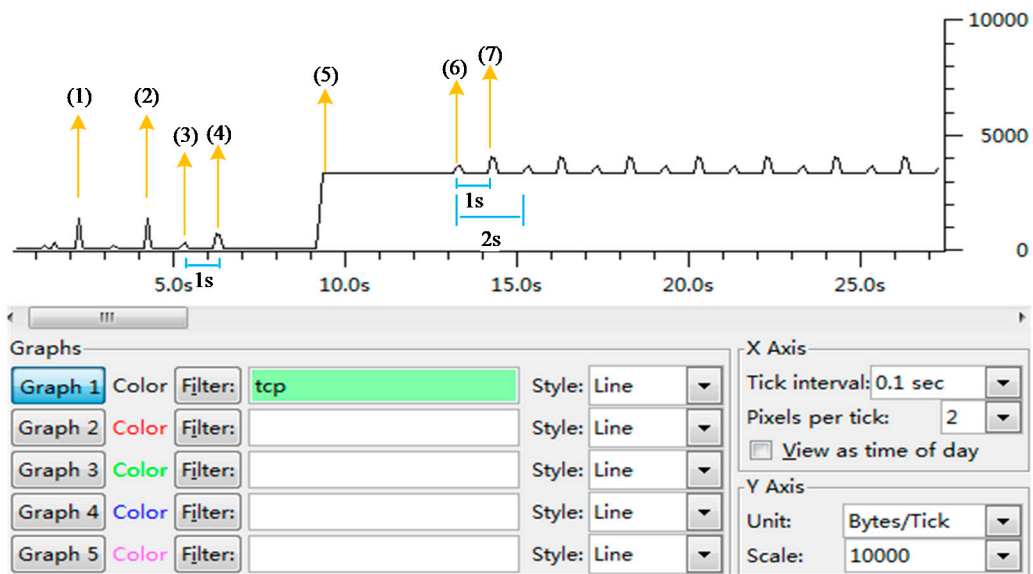 10000
(7)
(6)
(5)
(1)
(2)
(3)
(4)
5000
1s
2s
0
1s
5.0s
10.0s
15.0s
20.0s
25.0s
Graphs
Graph 1 Color Filter: tcp Style: Line
Graph 2 Color Filter: Style: Line
Graph 3 Color Filter: Style: Line
Graph 4 Color Filter: Style: Line
Graph 5 Color Filter: Style: Line
X Axis
Tick interval: 0.1 sec
Pixels per tick: 2
View as time of day
Y Axis
Unit: Bytes/Tick
Scale: 10000